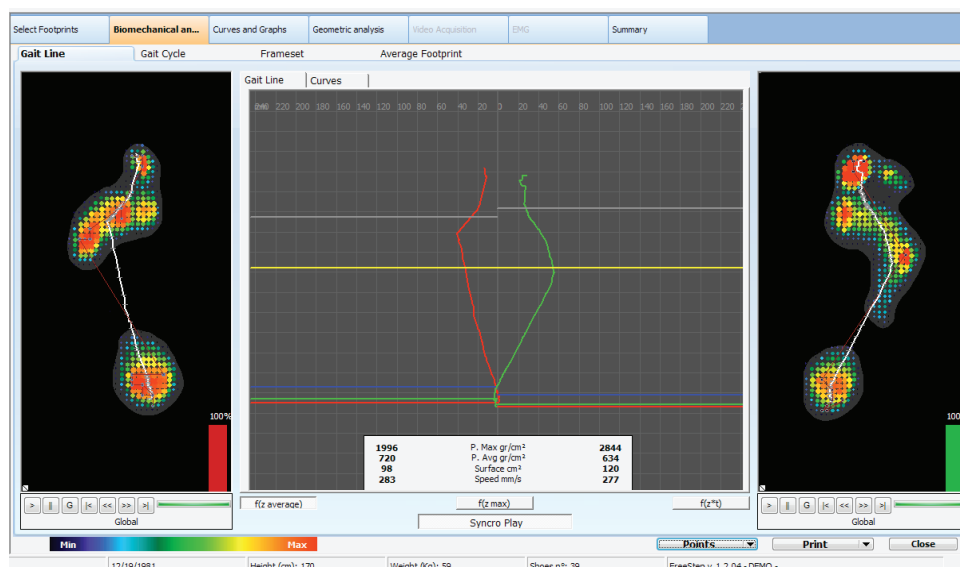 Select Footprints Biomechanical an... Curves and Graphs Geometric analysis Video Acquisition EMG Summary
Gait Line Gait Cycle Frameset Average Footprint
Gait Line Curves
240 220 200 180 160 140 120 100 80 60 40 20 0 20 40 60 80 100 120 140 160 180 200 220 2
100% 100
1996 P. Max gr/cm² 2844
720 P. Avg gr/cm² 634
98 Surface cm² 120
283 Speed mm/s 277
> || G |< << >> >| f(z average) f(z max) f(z*t) > || G |< << >> >|
Global Syncro Play Global
Min Max Points Print Close
12/19/1981 Height (cm): 170 Weight (Kg): 59 Shoes n°: 39 FreeStep v. 1.2.04 - DEMO -